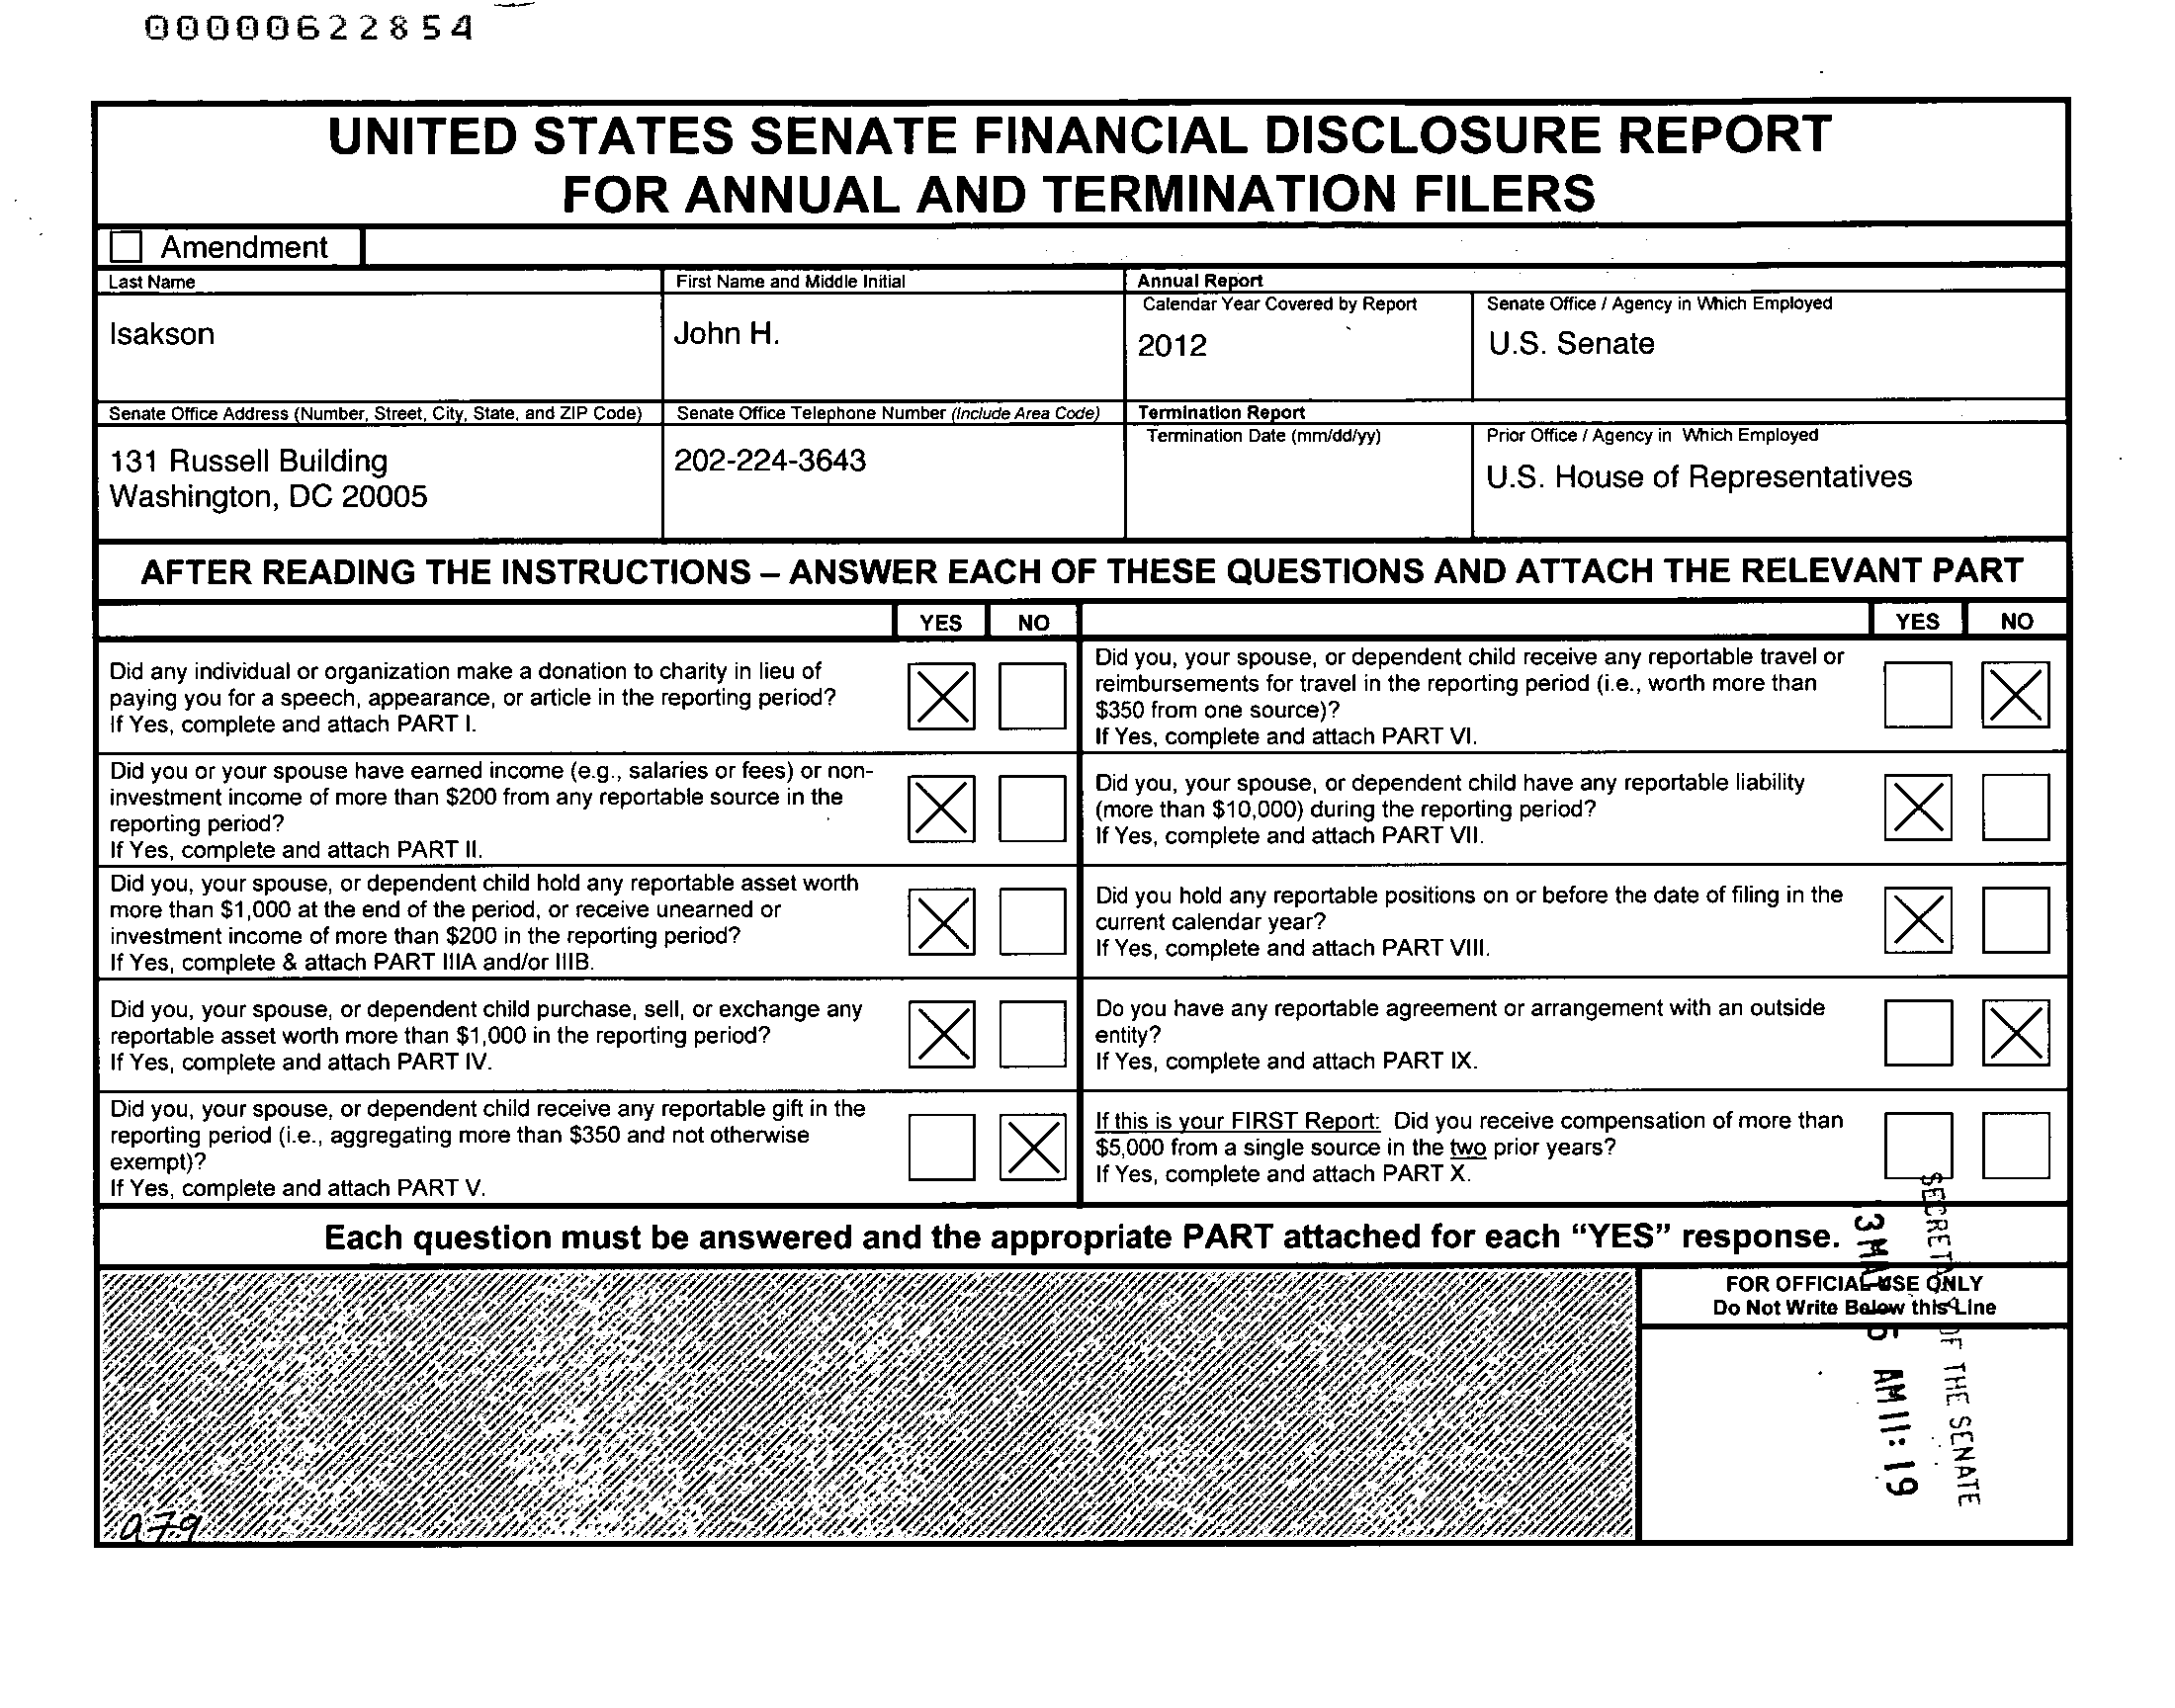 00000622854
UNITED STATES SENATE FINANCIAL DISCLOSURE REPORT
FOR ANNUAL AND TERMINATION FILERS
Amendment
Last Name
First Name and Middle Initial
Annual Report
Calendar Year Covered by Report
Senate Office / Agency in Which Employed
Isakson
John H.
2012
U.S. Senate
Senate Office Address (Number, Street, City, State, and ZIP Code)
Senate Office Telephone Number (Include Area Code)
Termination Report
Termination Date (mm/dd/yy)
Prior Office / Agency in Which Employed
131 Russell Building
Washington, DC 20005
202-224-3643
U.S. House of Representatives
AFTER READING THE INSTRUCTIONS – ANSWER EACH OF THESE QUESTIONS AND ATTACH THE RELEVANT PART
YES NO
YES NO
Did any individual or organization make a donation to charity in lieu of
paying you for a speech, appearance, or article in the reporting period?
If Yes, complete and attach PART I.
Did you, your spouse, or dependent child receive any reportable travel or
reimbursements for travel in the reporting period (i.e., worth more than
$350 from one source)?
If Yes, complete and attach PART VI.
Did you or your spouse have earned income (e.g., salaries or fees) or non-
investment income of more than $200 from any reportable source in the
reporting period?
If Yes, complete and attach PART II.
Did you, your spouse, or dependent child have any reportable liability
(more than $10,000) during the reporting period?
If Yes, complete and attach PART VII.
Did you, your spouse, or dependent child hold any reportable asset worth
more than $1,000 at the end of the period, or receive unearned or
investment income of more than $200 in the reporting period?
If Yes, complete & attach PART IIIA and/or IIIB.
Did you hold any reportable positions on or before the date of filing in the
current calendar year?
If Yes, complete and attach PART VIII.
Did you, your spouse, or dependent child purchase, sell, or exchange any
reportable asset worth more than $1,000 in the reporting period?
If Yes, complete and attach PART IV.
Do you have any reportable agreement or arrangement with an outside
entity?
If Yes, complete and attach PART IX.
Did you, your spouse, or dependent child receive any reportable gift in the
reporting period (i.e., aggregating more than $350 and not otherwise
exempt)?
If Yes, complete and attach PART V.
If this is your FIRST Report: Did you receive compensation of more than
$5,000 from a single source in the two prior years?
If Yes, complete and attach PART X.
Each question must be answered and the appropriate PART attached for each “YES” response.
FOR OFFICIAL USE ONLY
Do Not Write Below this Line
OF THE SENATE
AM 11:19
979